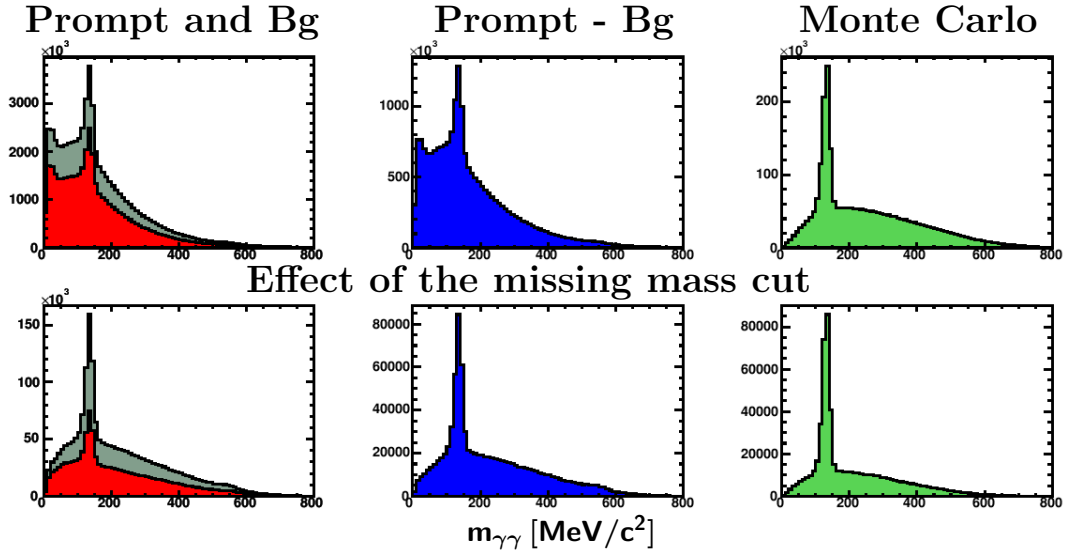 Prompt and Bg Prompt - Bg Monte Carlo
×10³ ×10³ ×10³
3000 1000 200
2000 500 100
1000
0 0 0
0 200 400 600 800 0 200 400 600 800 0 200 400 600 800
Effect of the missing mass cut
×10³
150 80000 80000
100 60000 60000
50 40000 40000
20000 20000
0 0 0
0 200 400 600 800 0 200 400 600 800 0 200 400 600 800
m_γγ [MeV/c²]